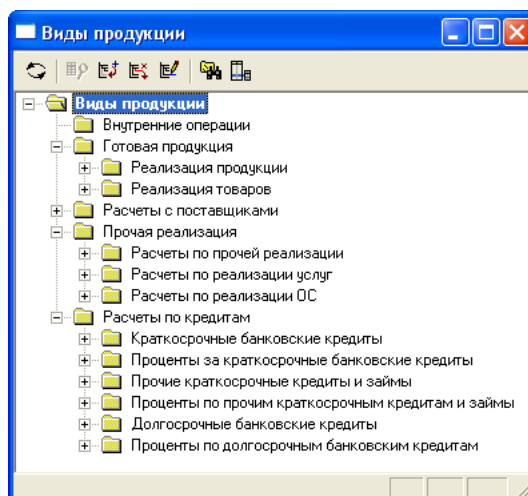 Виды продукции
Виды продукции
Внутренние операции
Готовая продукция
Реализация продукции
Реализация товаров
Расчеты с поставщиками
Прочая реализация
Расчеты по прочей реализации
Расчеты по реализации услуг
Расчеты по реализации ОС
Расчеты по кредитам
Краткосрочные банковские кредиты
Проценты за краткосрочные банковские кредиты
Прочие краткосрочные кредиты и займы
Проценты по прочим краткосрочным кредитам и займы
Долгосрочные банковские кредиты
Проценты по долгосрочным банковским кредитам